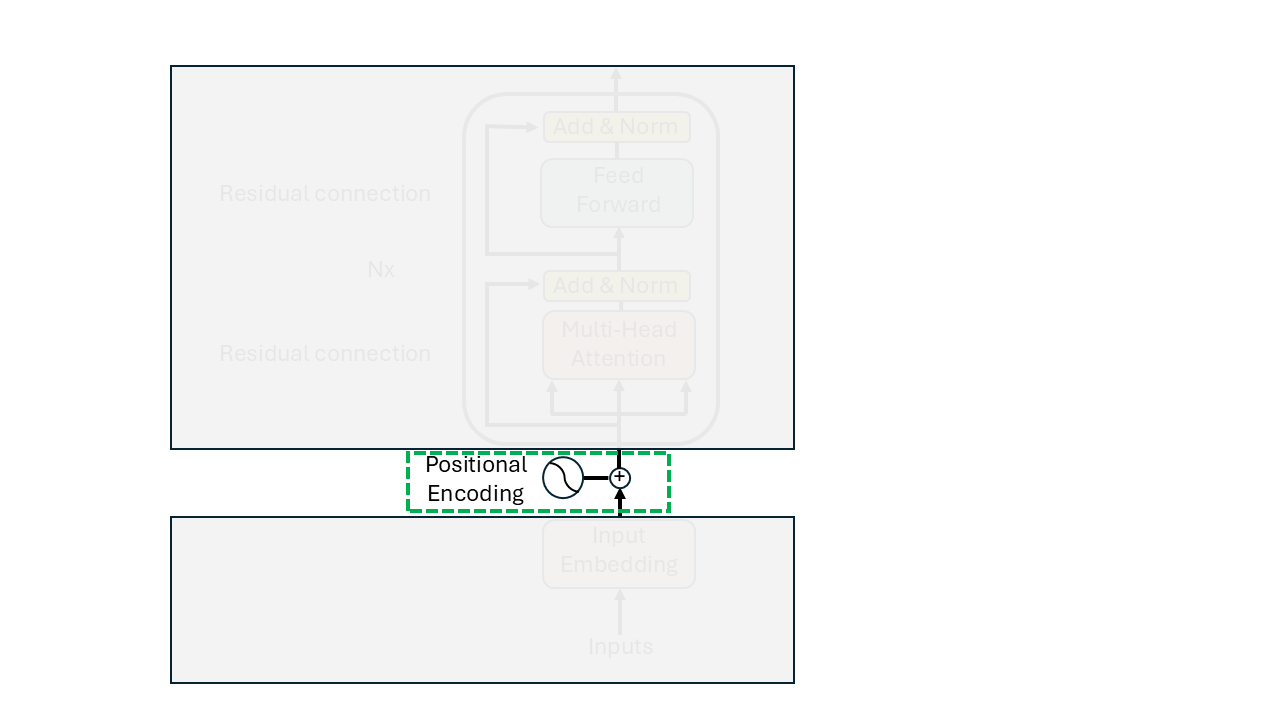 Add & Norm
Feed
Forward
Residual connection
Nx
Add & Norm
Multi-Head
Attention
Residual connection
Positional
Encoding
+
Input
Embedding
Inputs